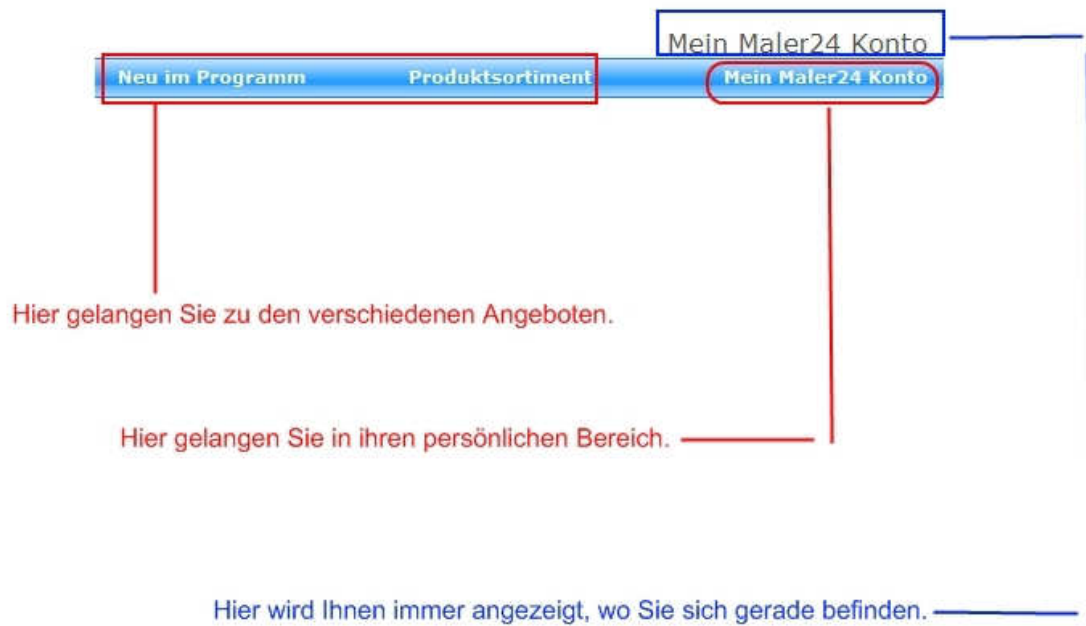 Mein Maler24 Konto
Neu im Programm Produktsortiment Mein Maler24 Konto
Hier gelangen Sie zu den verschiedenen Angeboten.
Hier gelangen Sie in ihren persönlichen Bereich.
Hier wird Ihnen immer angezeigt, wo Sie sich gerade befinden.